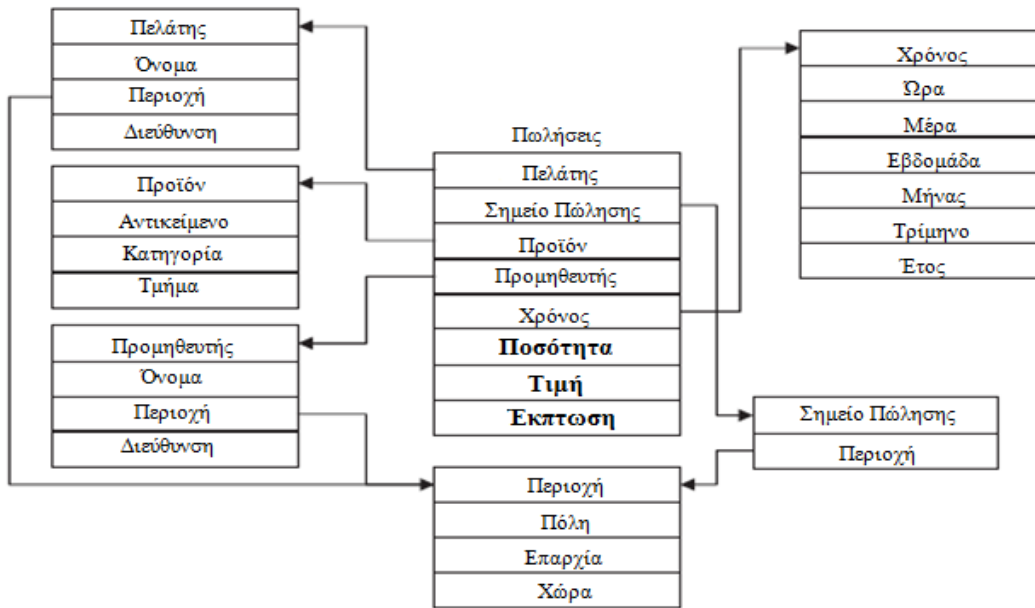 Πελάτης
Όνομα
Περιοχή
Διεύθυνση
Προϊόν
Αντικείμενο
Κατηγορία
Τμήμα
Προμηθευτής
Όνομα
Περιοχή
Διεύθυνση
Πωλήσεις
Πελάτης
Σημείο Πώλησης
Προϊόν
Προμηθευτής
Χρόνος
Ποσότητα
Τιμή
Έκπτωση
Περιοχή
Πόλη
Επαρχία
Χώρα
Χρόνος
Ώρα
Μέρα
Εβδομάδα
Μήνας
Τρίμηνο
Έτος
Σημείο Πώλησης
Περιοχή